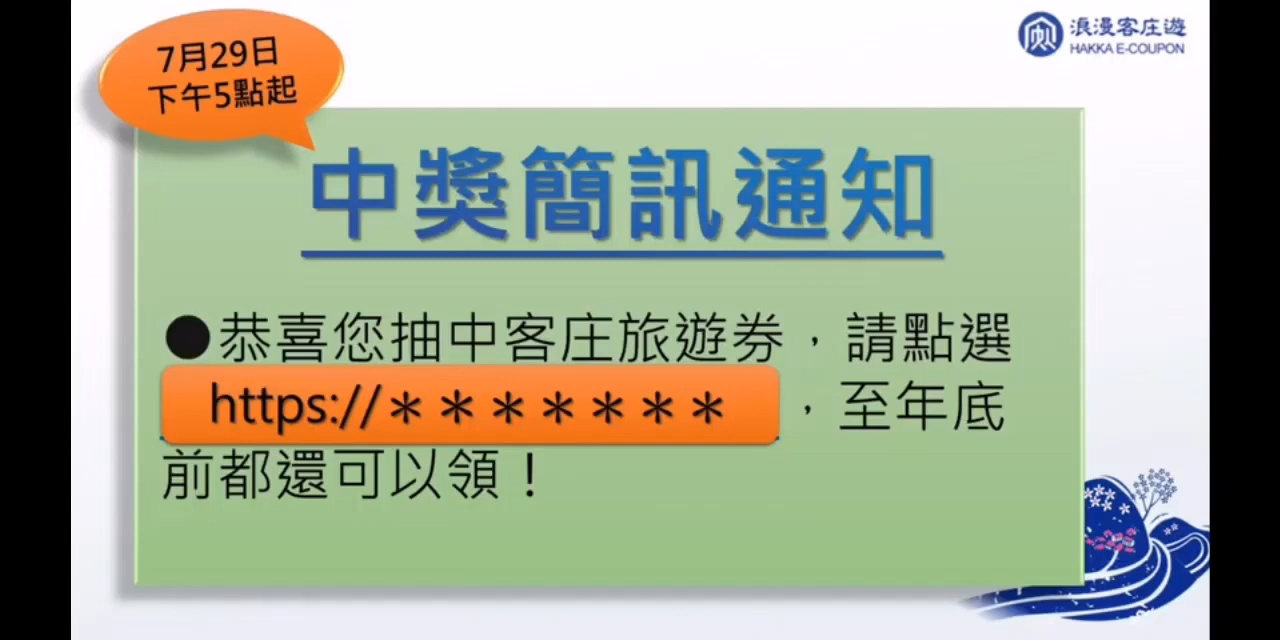 7月29日
下午5點起
浪漫客庄遊
HAKKA E-COUPON
中獎簡訊通知
●恭喜您抽中客庄旅遊券，請點選
https://＊＊＊＊＊＊＊，至年底
前都還可以領！